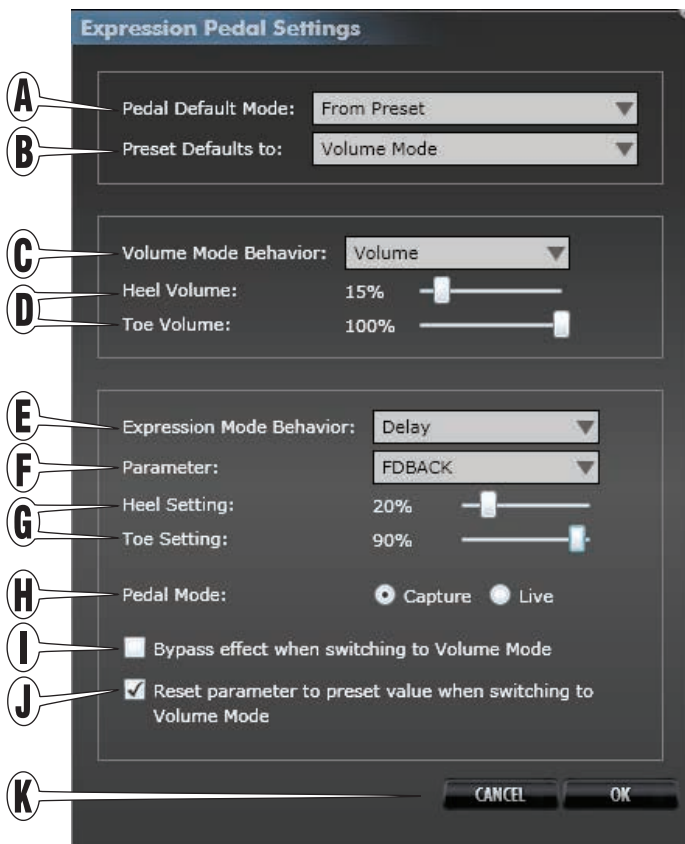 Expression Pedal Settings
A Pedal Default Mode: From Preset
B Preset Defaults to: Volume Mode
C Volume Mode Behavior: Volume
D Heel Volume: 15%
Toe Volume: 100%
E Expression Mode Behavior: Delay
F Parameter: FDBACK
G Heel Setting: 20%
Toe Setting: 90%
H Pedal Mode: Capture Live
I Bypass effect when switching to Volume Mode
J Reset parameter to preset value when switching to
Volume Mode
K CANCEL OK